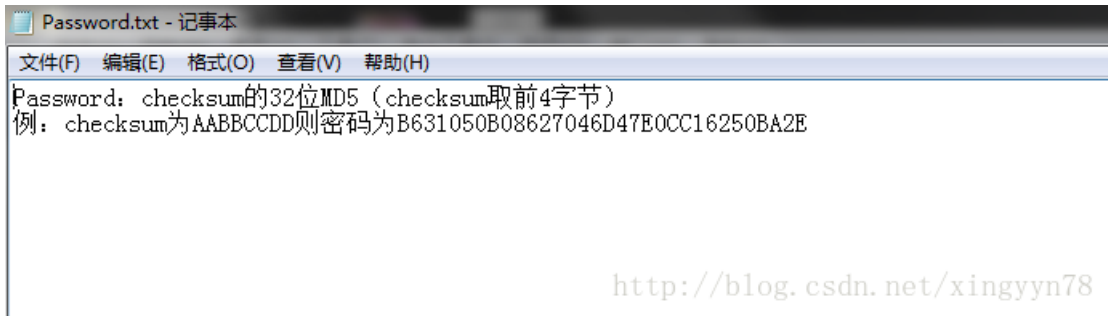 Password.txt - 记事本
文件(F) 编辑(E) 格式(O) 查看(V) 帮助(H)
Password：checksum的32位MD5（checksum取前4字节）
例：checksum为AABBCCDD则密码为B631050B08627046D47E0CC16250BA2E
http://blog.csdn.net/xingyyn78